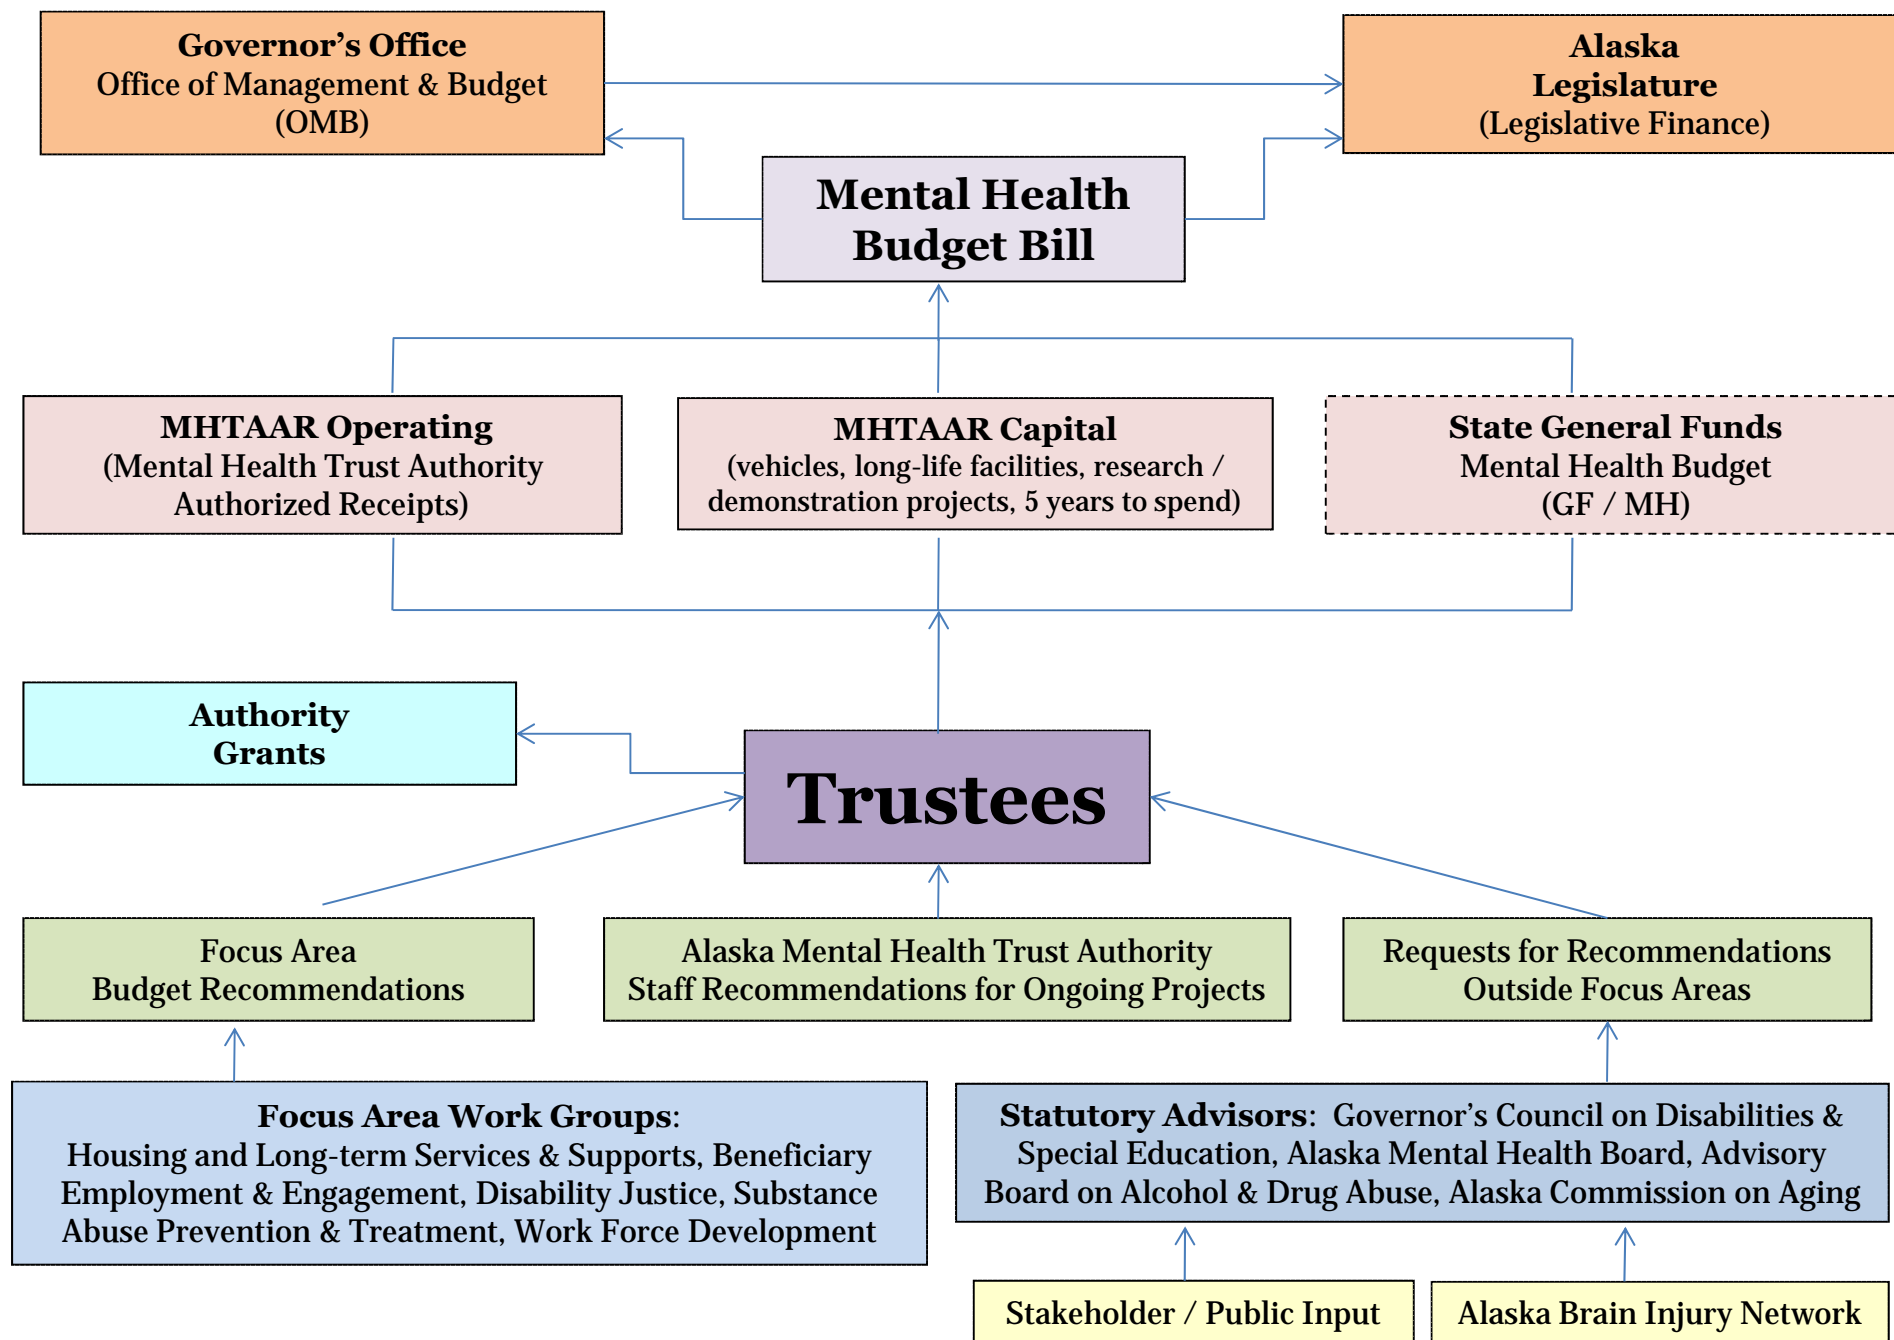 Governor’s Office
Office of Management & Budget
(OMB)
Alaska
Legislature
(Legislative Finance)
Mental Health
Budget Bill
MHTAAR Operating
(Mental Health Trust Authority
Authorized Receipts)
MHTAAR Capital
(vehicles, long-life facilities, research /
demonstration projects, 5 years to spend)
State General Funds
Mental Health Budget
(GF / MH)
Authority
Grants
Trustees
Focus Area
Budget Recommendations
Alaska Mental Health Trust Authority
Staff Recommendations for Ongoing Projects
Requests for Recommendations
Outside Focus Areas
Focus Area Work Groups:
Housing and Long-term Services & Supports, Beneficiary
Employment & Engagement, Disability Justice, Substance
Abuse Prevention & Treatment, Work Force Development
Statutory Advisors: Governor’s Council on Disabilities &
Special Education, Alaska Mental Health Board, Advisory
Board on Alcohol & Drug Abuse, Alaska Commission on Aging
Stakeholder / Public Input
Alaska Brain Injury Network